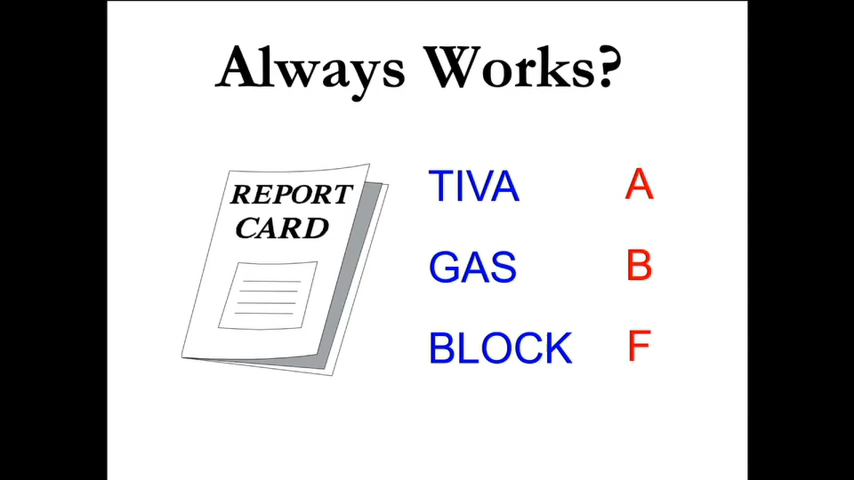 Always Works?
REPORT
CARD
TIVA A
GAS B
BLOCK F